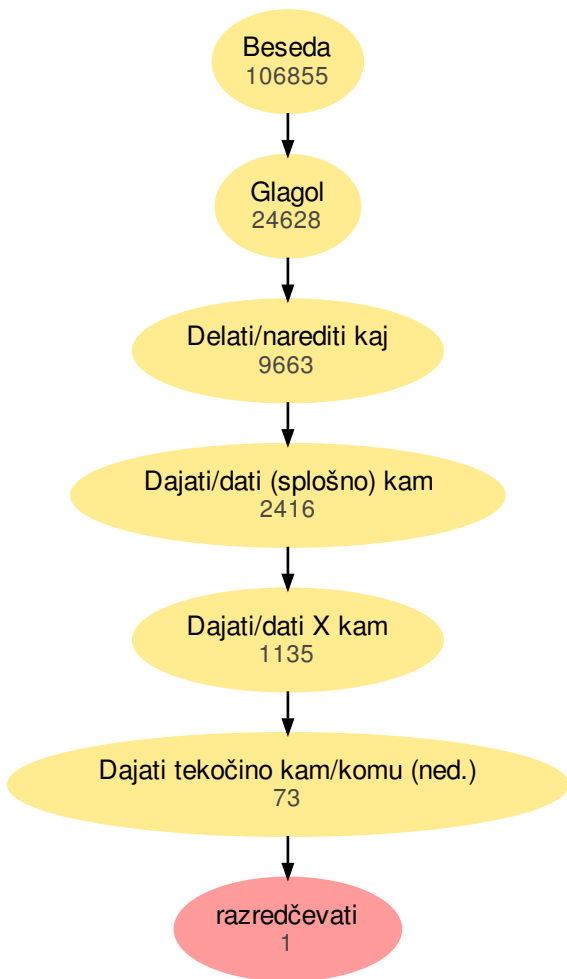 Beseda
106855
Glagol
24628
Delati/narediti kaj
9663
Dajati/dati (splošno) kam
2416
Dajati/dati X kam
1135
Dajati tekočino kam/komu (ned.)
73
razredčevati
1